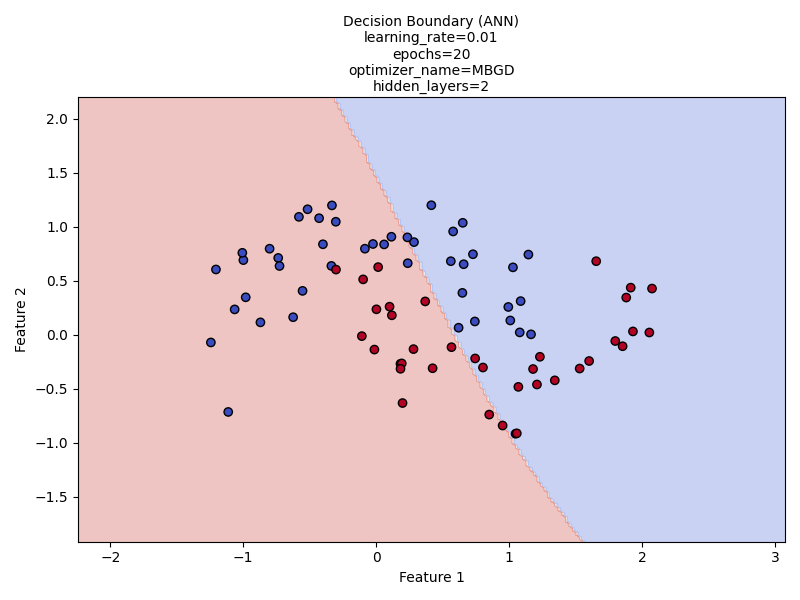 Decision Boundary (ANN)
learning_rate=0.01
epochs=20
optimizer_name=MBGD
hidden_layers=2
2.0
1.5
1.0
0.5
0.0
−0.5
−1.0
−1.5
Feature 2
−2
−1
0
1
2
3
Feature 1